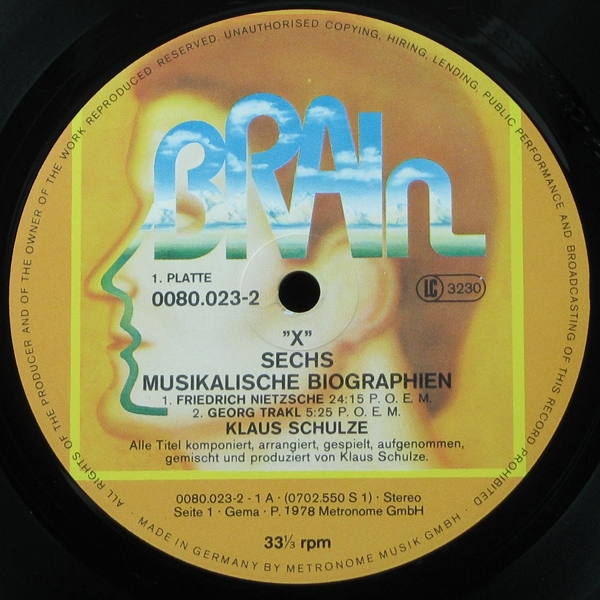 ALL RIGHTS OF THE PRODUCER AND OF THE OWNER OF THE WORK REPRODUCED RESERVED. UNAUTHORISED COPYING, HIRING, LENDING, PUBLIC PERFORMANCE AND BROADCASTING OF THIS RECORD PROHIBITED
BRAIn
1. PLATTE
0080.023-2
LC 3230
"X"
SECHS
MUSIKALISCHE BIOGRAPHIEN
1. FRIEDRICH NIETZSCHE 24:15 P. O. E. M.
2. GEORG TRAKL 5:25 P. O. E. M.
KLAUS SCHULZE
Alle Titel komponiert, arrangiert, gespielt, aufgenommen,
gemischt und produziert von Klaus Schulze.
0080.023-2 - 1 A · (0702.550 S 1) · Stereo
Seite 1 · Gema · P. 1978 Metronome GmbH
33⅓ rpm
· MADE IN GERMANY BY METRONOME MUSIK GMBH ·